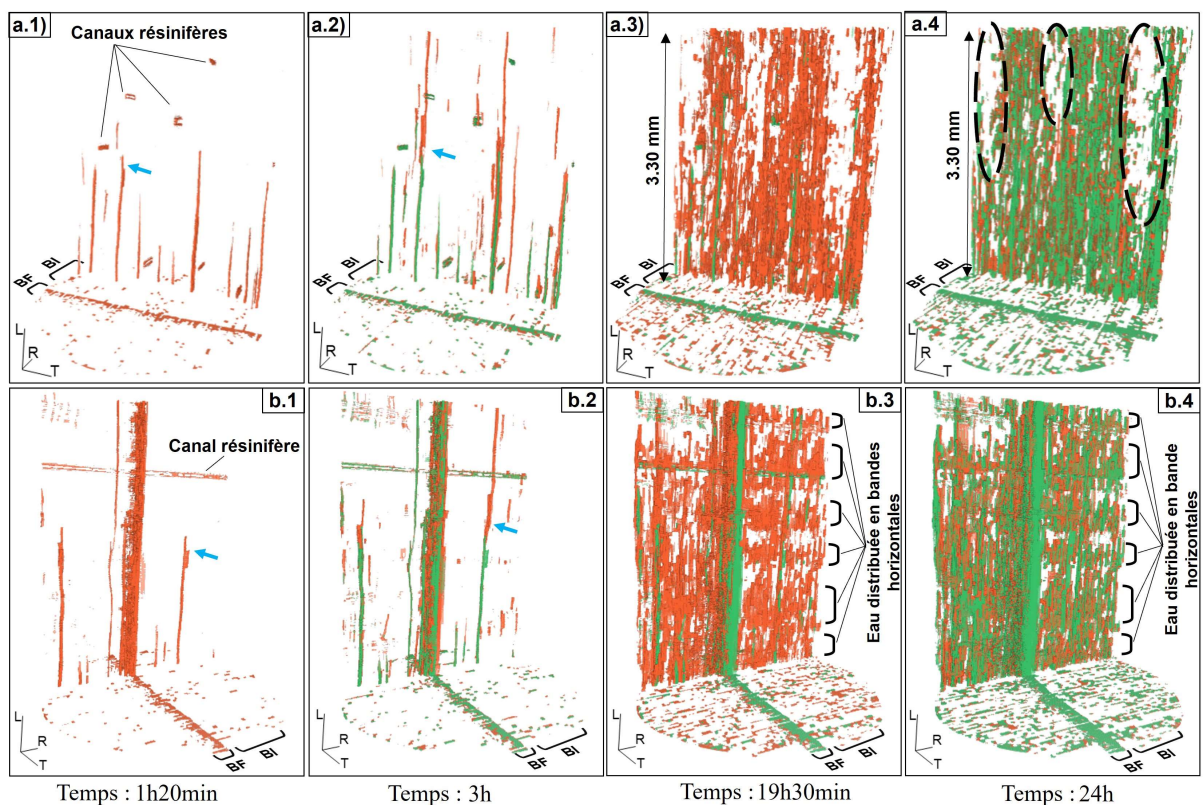 a.1)
Canaux résinifères
BF
Bi
L
R
T
a.2)
BF
Bi
L
R
T
a.3)
3.30 mm
BF
Bi
L
R
T
a.4
3.30 mm
BF
Bi
L
R
T
b.1
Canal résinifère
L
R
T
BF
Bi
b.2
L
R
T
BF
Bi
b.3
Eau distribuée en bandes
horizontales
L
R
T
BF
Bi
b.4
Eau distribuée en bande
horizontales
L
R
T
BF
Bi
Temps : 1h20min
Temps : 3h
Temps : 19h30min
Temps : 24h